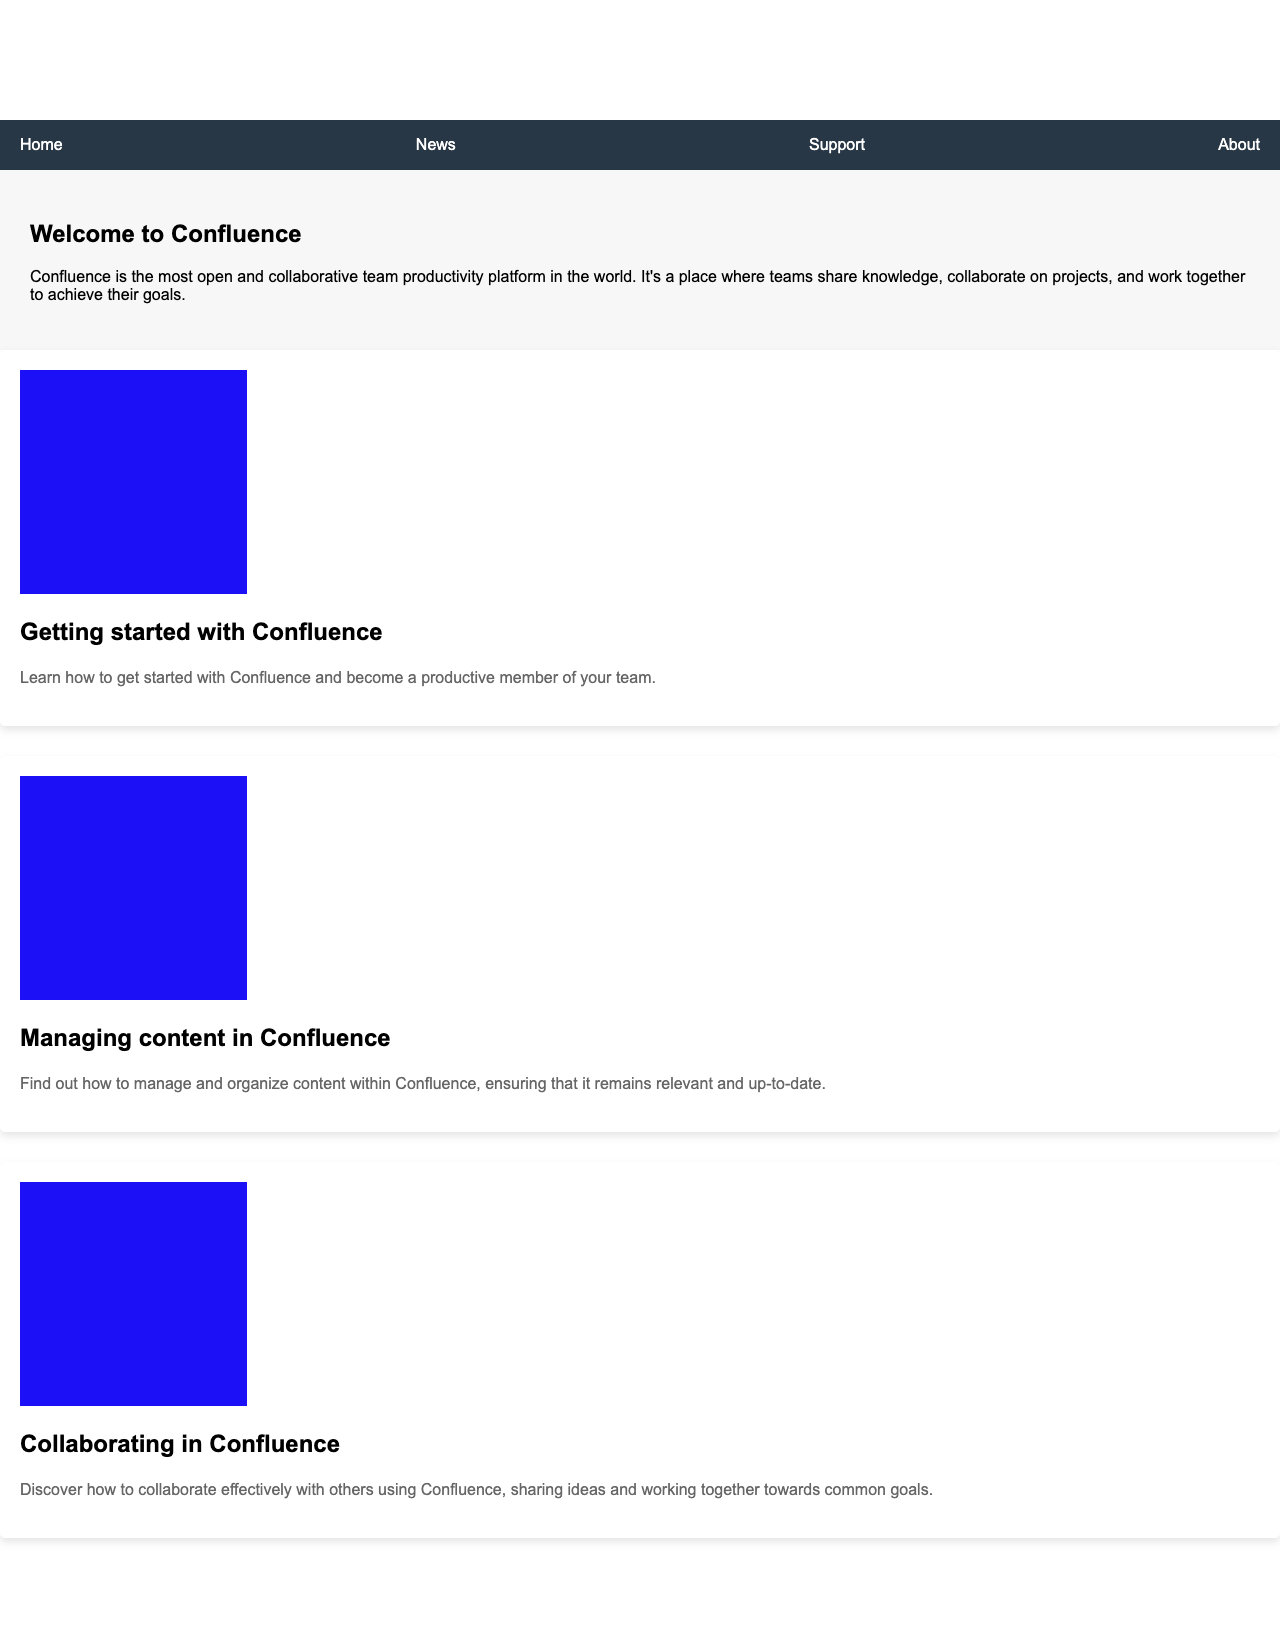 Home News Support About
Welcome to Confluence
Confluence is the most open and collaborative team productivity platform in the world. It's a place where teams share knowledge, collaborate on projects, and work together
to achieve their goals.
Getting started with Confluence
Learn how to get started with Confluence and become a productive member of your team.
Managing content in Confluence
Find out how to manage and organize content within Confluence, ensuring that it remains relevant and up-to-date.
Collaborating in Confluence
Discover how to collaborate effectively with others using Confluence, sharing ideas and working together towards common goals.